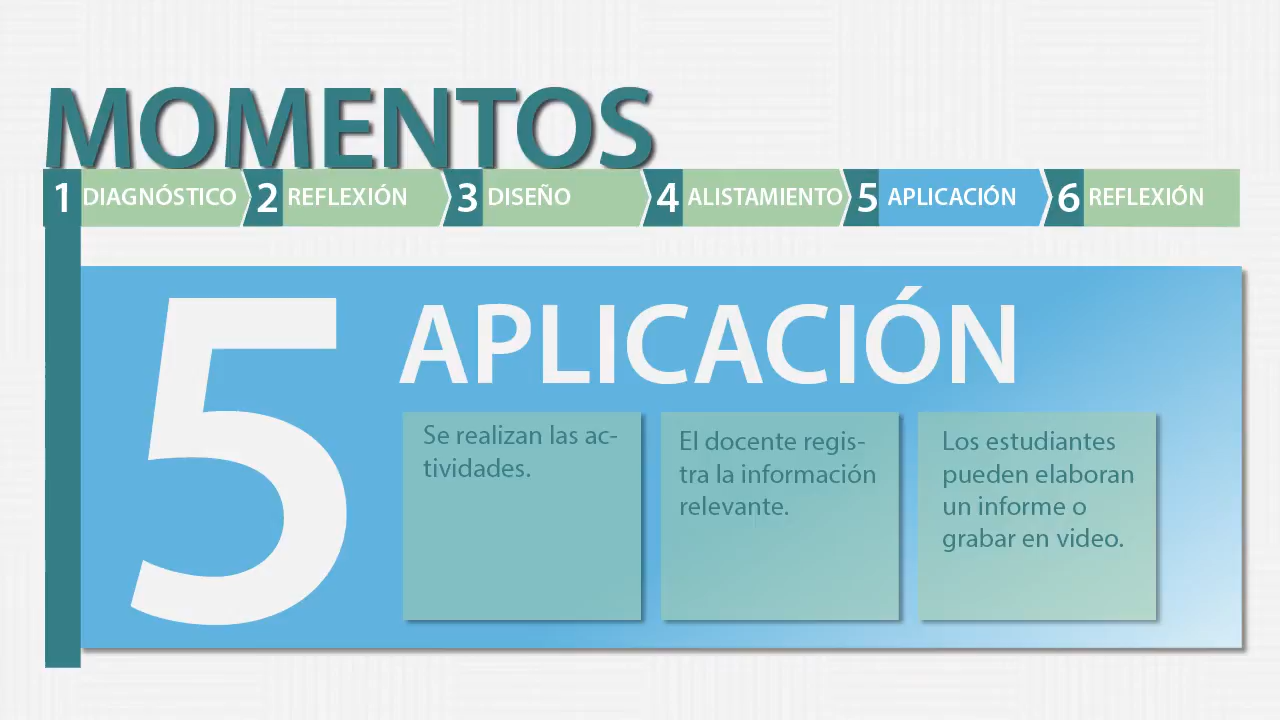 MOMENTOS
1 DIAGNÓSTICO 2 REFLEXIÓN 3 DISEÑO 4 ALISTAMIENTO 5 APLICACIÓN 6 REFLEXIÓN
5
APLICACIÓN
Se realizan las ac-
tividades.
El docente regis-
tra la información
relevante.
Los estudiantes
pueden elaboran
un informe o
grabar en video.